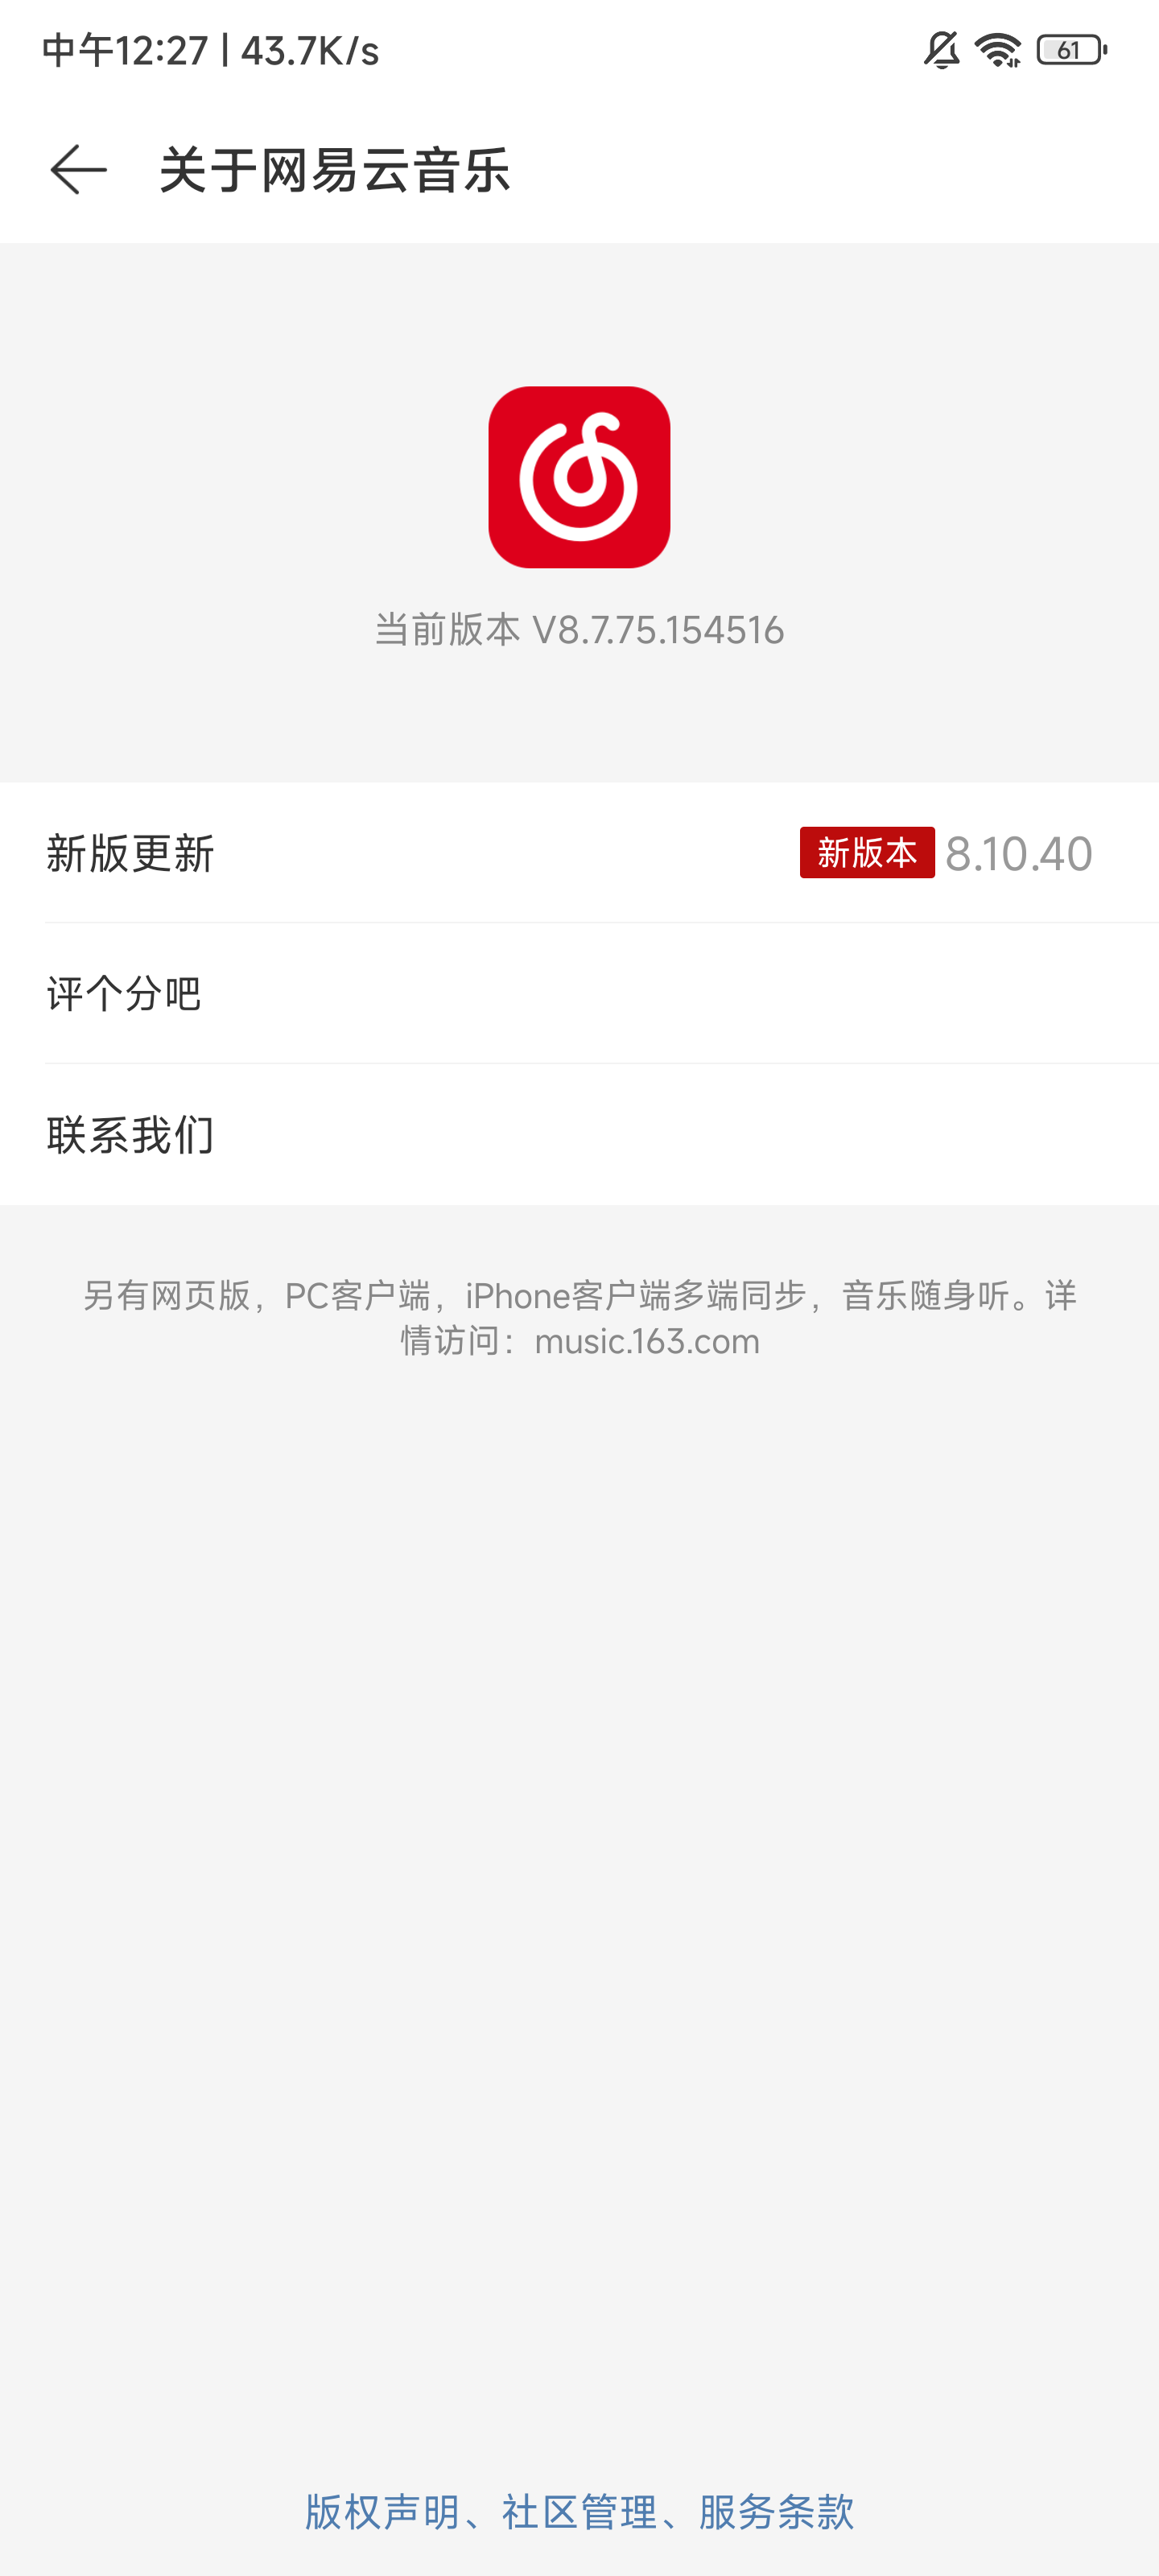 中午12:27 | 43.7K/s
61
关于网易云音乐
当前版本 V8.7.75.154516
新版更新 新版本 8.10.40
评个分吧
联系我们
另有网页版，PC客户端，iPhone客户端多端同步，音乐随身听。详
情访问：music.163.com
版权声明、社区管理、服务条款